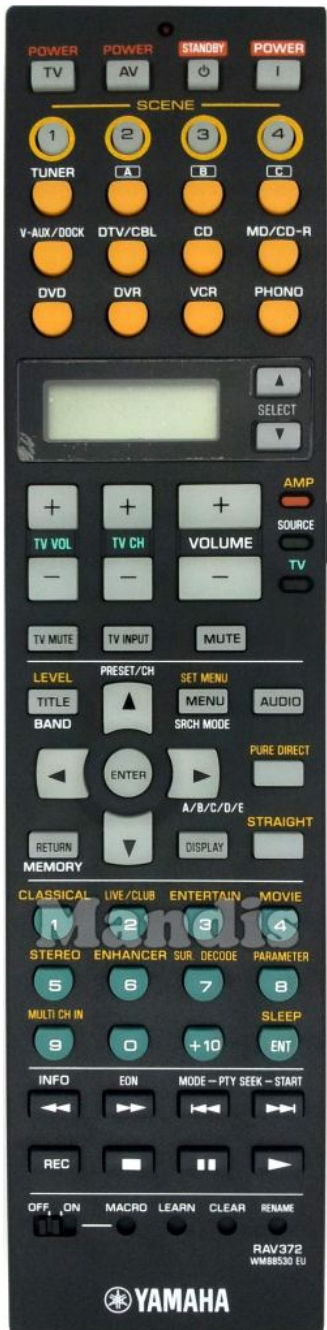 POWER POWER STANDBY POWER
TV AV I
SCENE
1 2 3 4
TUNER A B C
V-AUX/DOCK DTV/CBL CD MD/CD-R
DVD DVR VCR PHONO
SELECT
AMP
+ + +
SOURCE
TV VOL TV CH VOLUME
TV
- - -
TV MUTE TV INPUT MUTE
LEVEL PRESET/CH SET MENU
TITLE MENU AUDIO
BAND SRCH MODE
PURE DIRECT
ENTER
A/B/C/D/E
STRAIGHT
RETURN DISPLAY
MEMORY
CLASSICAL LIVE/CLUB ENTERTAIN MOVIE
1 2 3 4
Mandis
STEREO ENHANCER SUR. DECODE PARAMETER
5 6 7 8
MULTI CH IN SLEEP
9 0 +10 ENT
INFO EON MODE – PTY SEEK – START
REC
OFF ON MACRO LEARN CLEAR RENAME
RAV372
WM88530 EU
YAMAHA